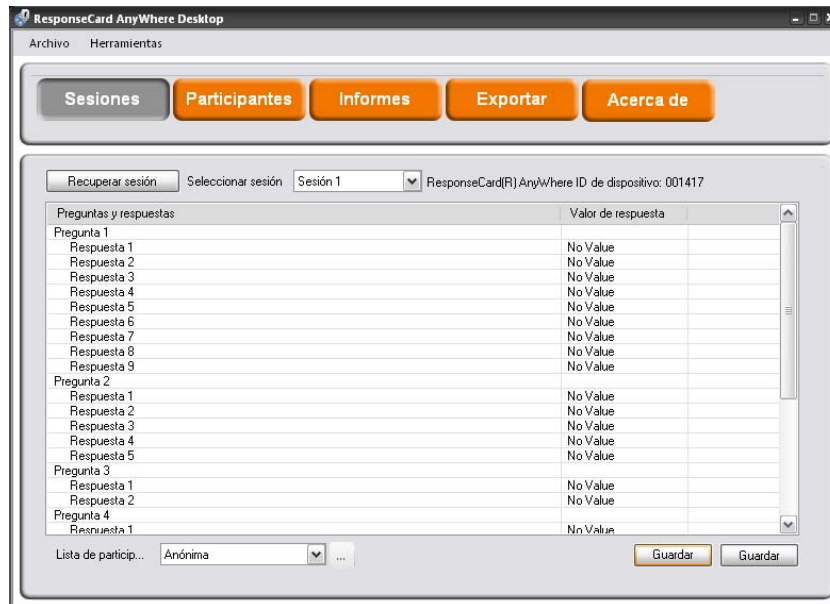 ResponseCard AnyWhere Desktop
Archivo Herramientas
Sesiones Participantes Informes Exportar Acerca de
Recuperar sesión Seleccionar sesión Sesión 1 ResponseCard(R) AnyWhere ID de dispositivo: 001417
Preguntas y respuestas Valor de respuesta
Pregunta 1
Respuesta 1 No Value
Respuesta 2 No Value
Respuesta 3 No Value
Respuesta 4 No Value
Respuesta 5 No Value
Respuesta 6 No Value
Respuesta 7 No Value
Respuesta 8 No Value
Respuesta 9 No Value
Pregunta 2
Respuesta 1 No Value
Respuesta 2 No Value
Respuesta 3 No Value
Respuesta 4 No Value
Respuesta 5 No Value
Pregunta 3
Respuesta 1 No Value
Respuesta 2 No Value
Pregunta 4
Respuesta 1 No Value
Lista de particip... Anónima ... Guardar Guardar